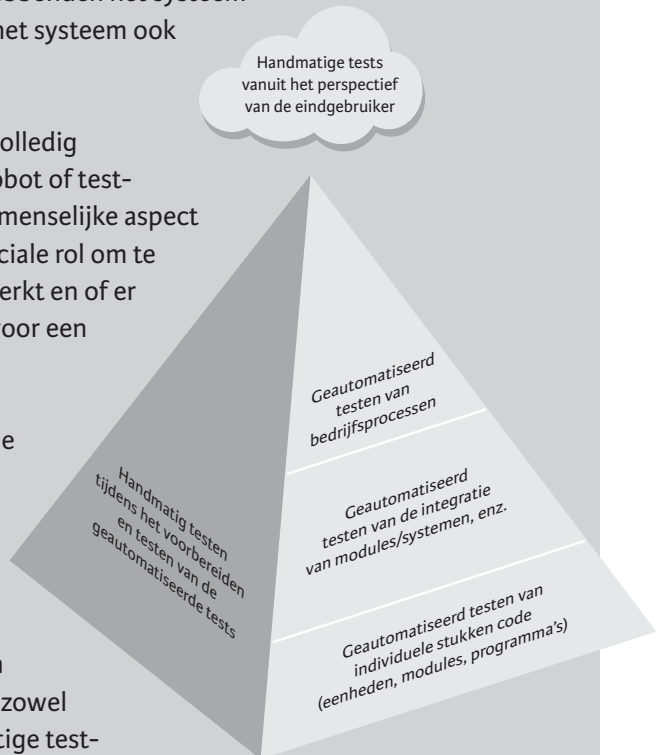 net systeem ook
Handmatige tests
vanuit het perspectief
van de eindgebruiker
olledig
bot of test-
menselijke aspect
ciale rol om te
erkt en of er
oor een
e
Geautomatiseerd
testen van
bedrijfsprocessen
Handmatig testen
tijdens het voorbereiden
en testen van de
geautomatiseerde tests
Geautomatiseerd
testen van de integratie
van modules/systemen, enz.
Geautomatiseerd testen van
individuele stukken code
(eenheden, modules, programma's)
zowel
tige test-